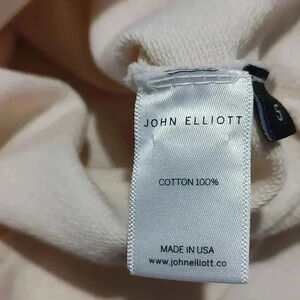 JOHN ELLIOTT
S
COTTON 100%
MADE IN USA
www.johnelliott.co